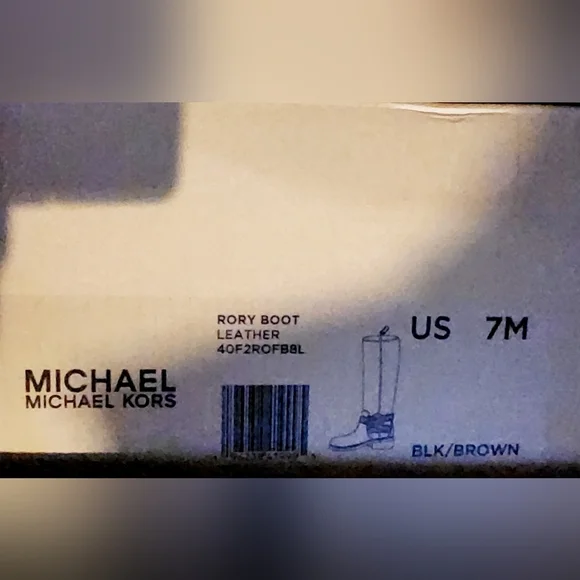 RORY BOOT
LEATHER
40F2ROFB8L
US 7M
MICHAEL
MICHAEL KORS
BLK/BROWN